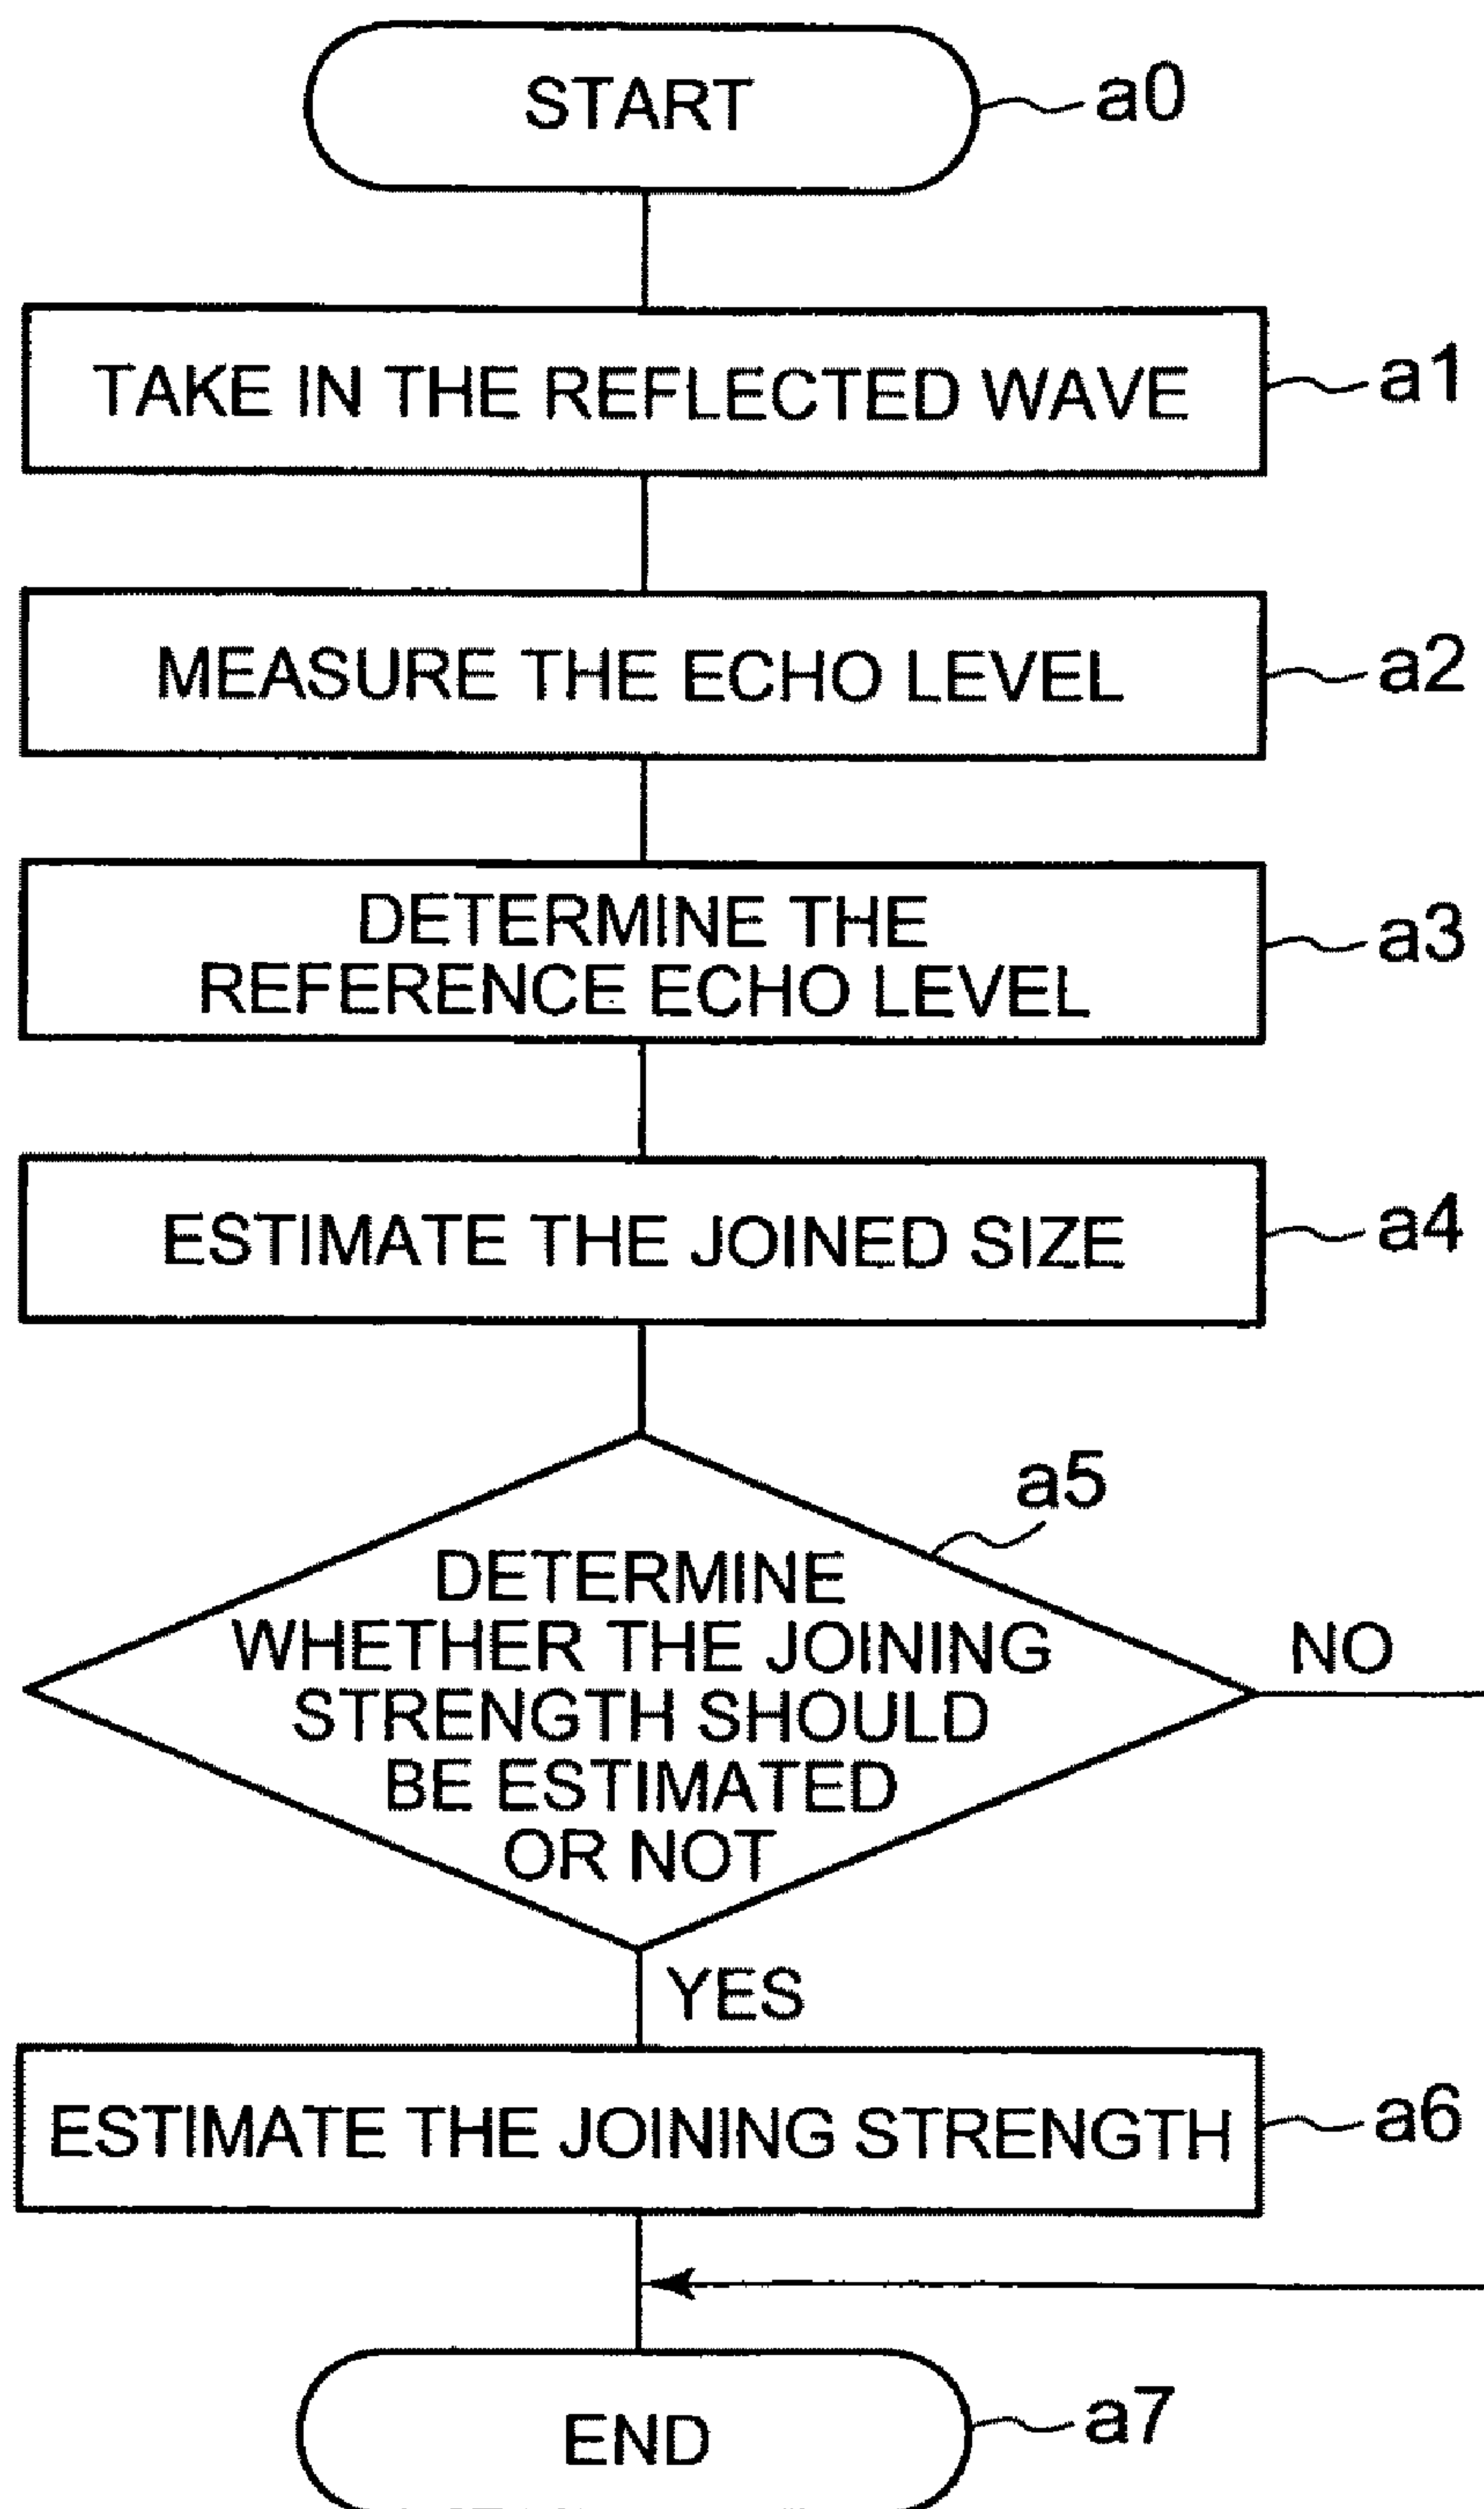 START
a0
TAKE IN THE REFLECTED WAVE
a1
MEASURE THE ECHO LEVEL
a2
DETERMINE THE
REFERENCE ECHO LEVEL
a3
ESTIMATE THE JOINED SIZE
a4
a5
DETERMINE
WHETHER THE JOINING
STRENGTH SHOULD
BE ESTIMATED
OR NOT
NO
YES
ESTIMATE THE JOINING STRENGTH
a6
END
a7